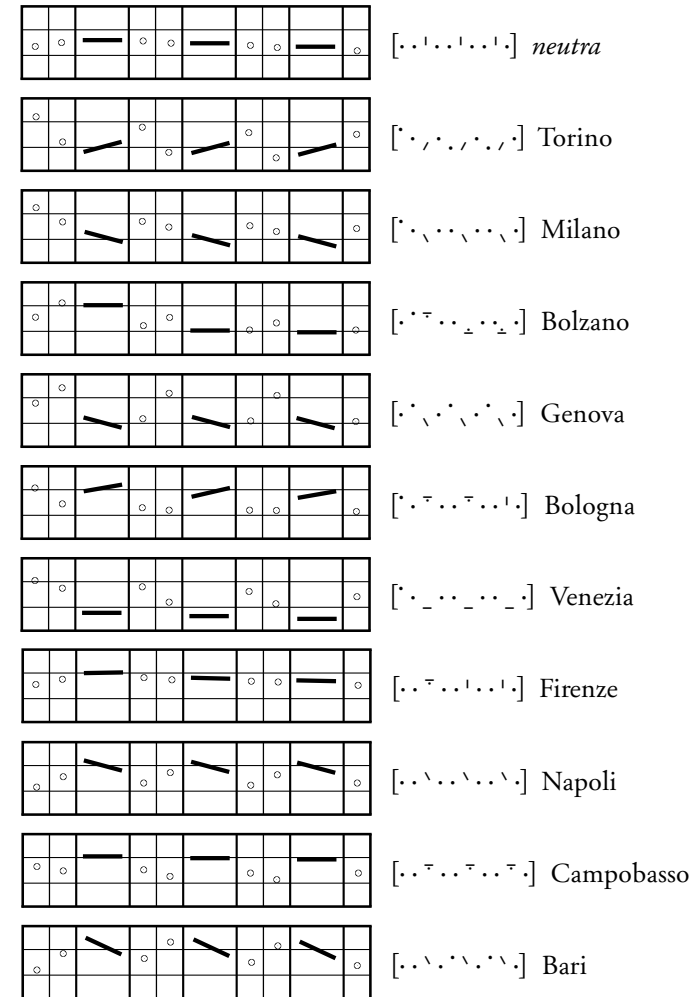 [··ˈ··ˈ··ˈ·] neutra
[˙·ˏ·.ˏ·.ˏ·] Torino
[˙·ˎ··ˎ··ˎ·] Milano
[·˙⁻··ˍ··ˍ·] Bolzano
[·˙ˎ·˙ˎ·˙ˎ·] Genova
[˙·⁻··⁻··ˈ·] Bologna
[˙·ˍ··ˍ··ˍ·] Venezia
[··⁻··ˈ··ˈ·] Firenze
[··ˋ··ˋ··ˋ·] Napoli
[··⁻··⁻··⁻·] Campobasso
[··ˋ·˙ˋ·˙ˋ·] Bari